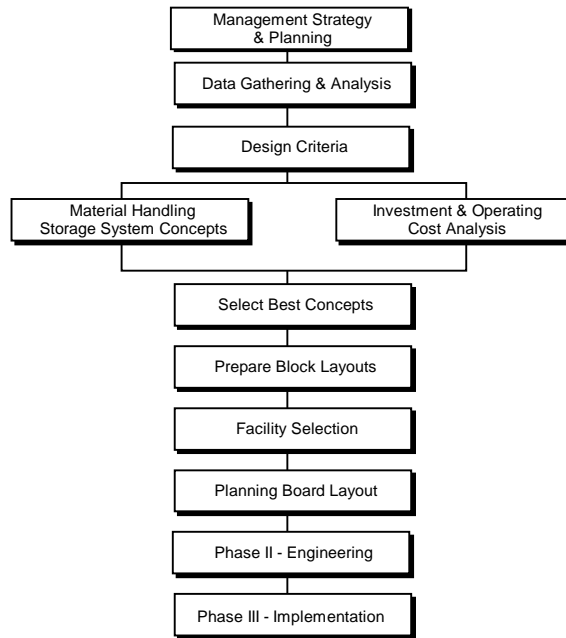 Management Strategy
& Planning
Data Gathering & Analysis
Design Criteria
Material Handling
Storage System Concepts
Investment & Operating
Cost Analysis
Select Best Concepts
Prepare Block Layouts
Facility Selection
Planning Board Layout
Phase II - Engineering
Phase III - Implementation